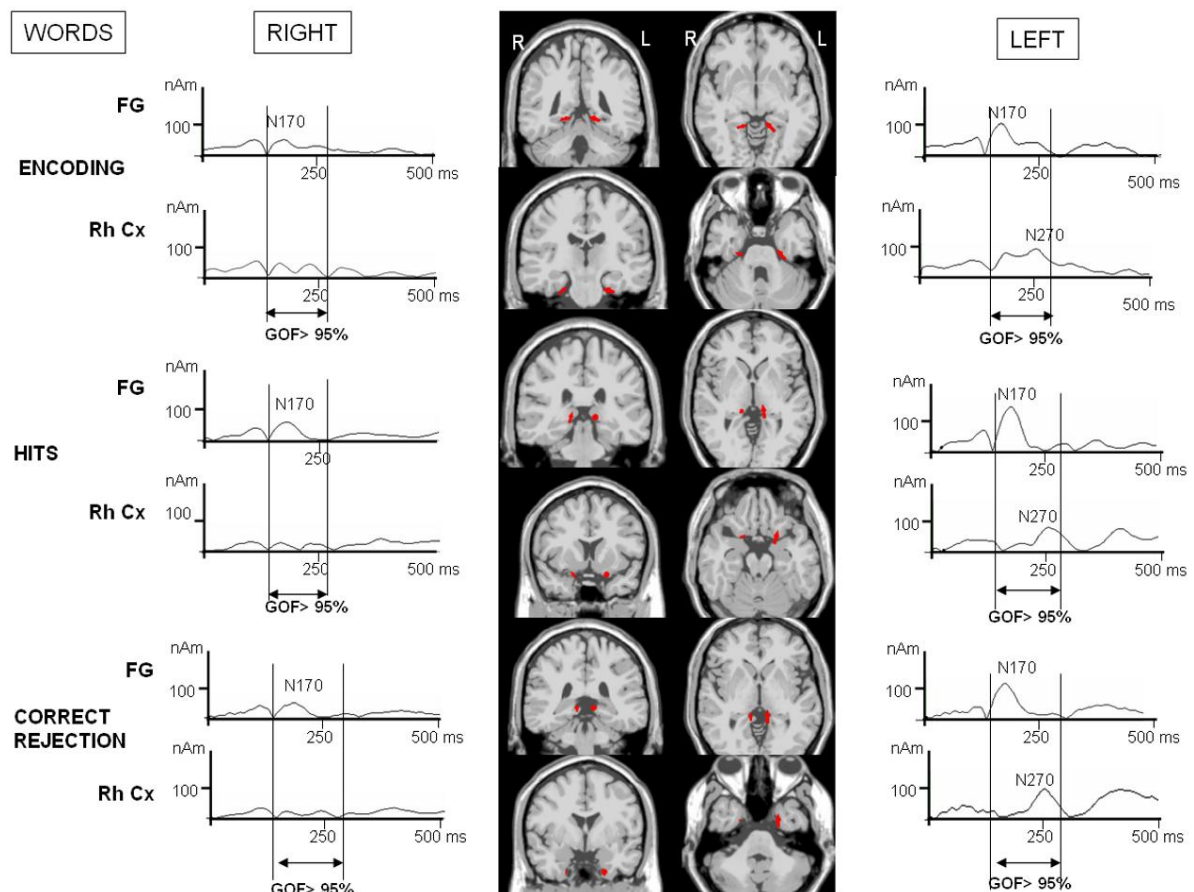 WORDS
RIGHT
R L
R L
LEFT
nAm
FG
100
N170
ENCODING
250
500 ms
nAm
Rh Cx
100
250
500 ms
GOF> 95%
nAm
100
N170
250
500 ms
nAm
100
N270
250
500 ms
GOF> 95%
FG
nAm
100
N170
250
HITS
nAm
Rh Cx
100
250
500 ms
GOF> 95%
nAm
100
N170
250
500 ms
nAm
100
N270
250
500 ms
GOF> 95%
FG
nAm
100
N170
CORRECT
REJECTION
250
500 ms
nAm
Rh Cx
100
250
500 ms
GOF> 95%
nAm
100
N170
250
500 ms
nAm
100
N270
250
500 ms
GOF> 95%